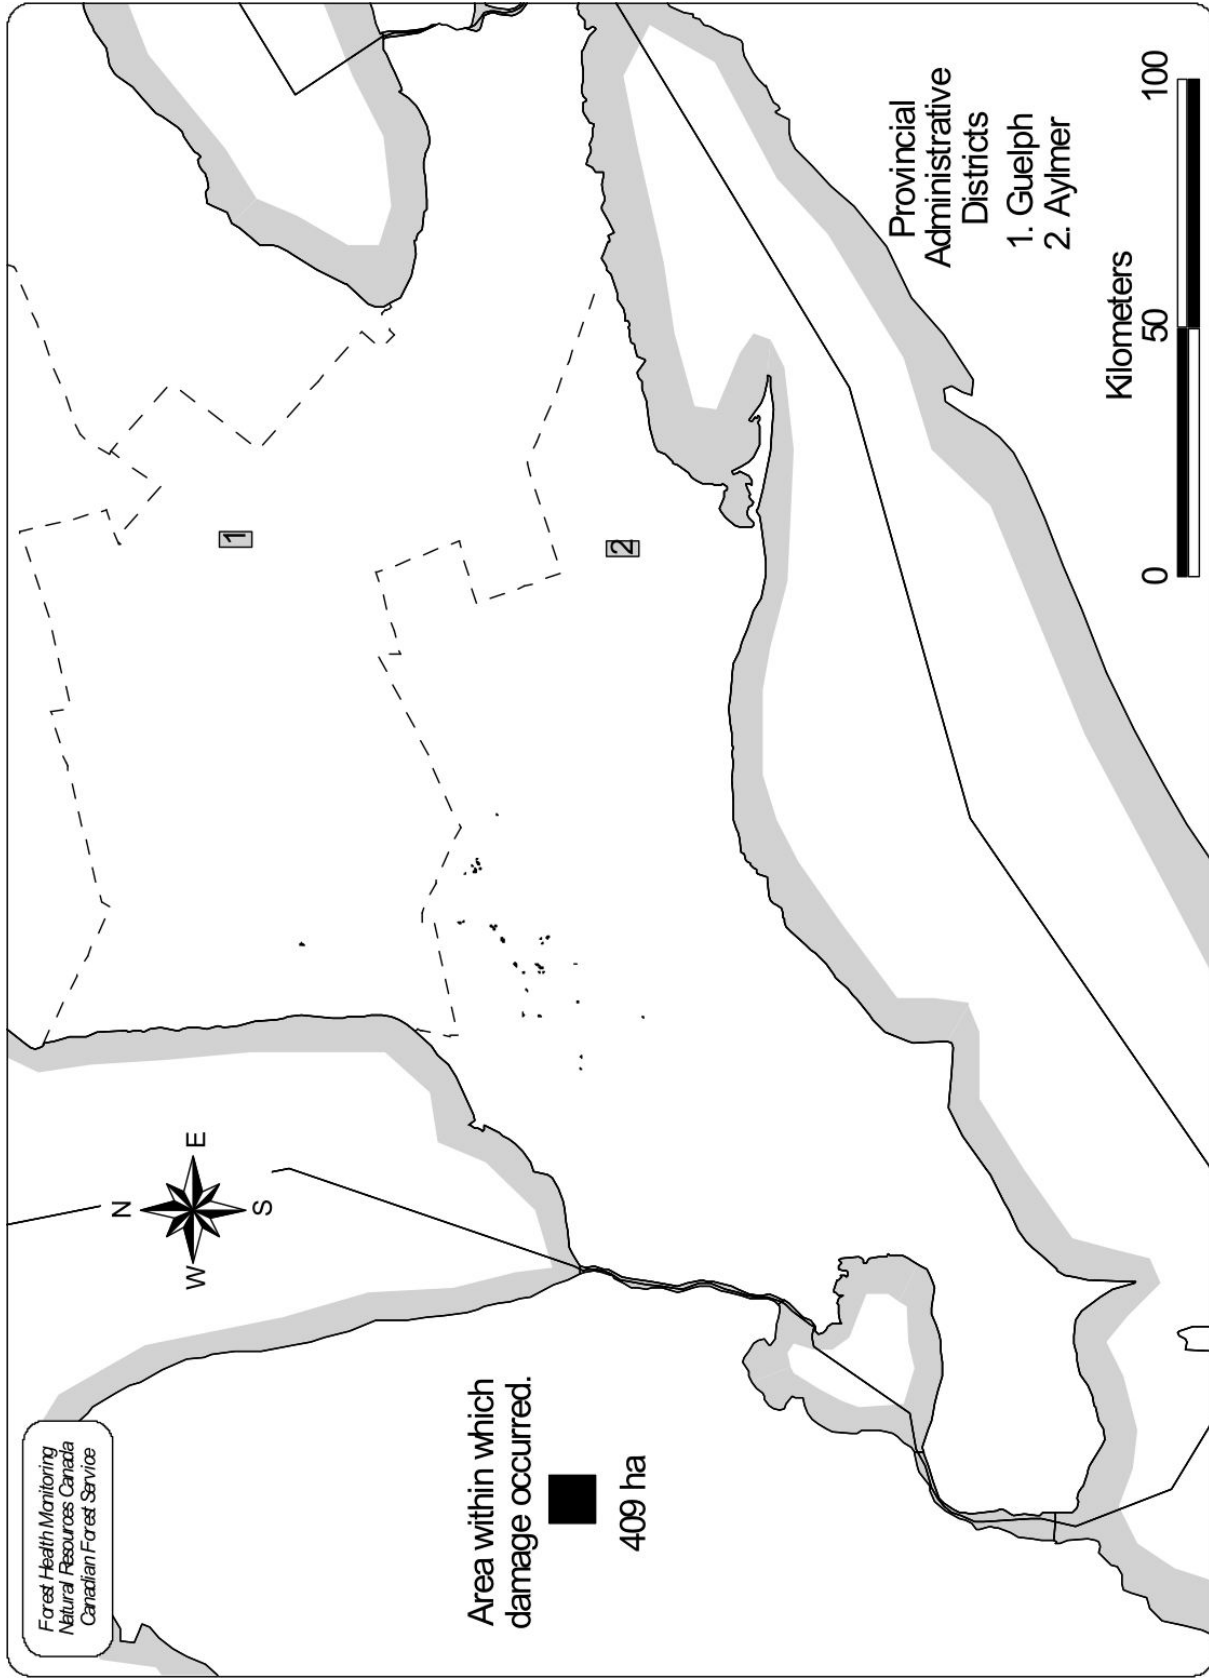 Forest Health Monitoring
Natural Resources Canada
Canadian Forest Service
N
W
E
S
Area within which
damage occurred.
409 ha
1
2
Provincial
Administrative
Districts
1. Guelph
2. Aylmer
Kilometers
0
50
100